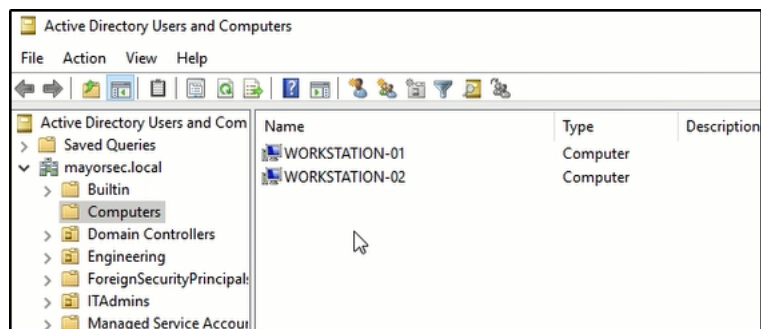 Active Directory Users and Computers
File Action View Help
Active Directory Users and Com
Saved Queries
mayorsec.local
Builtin
Computers
Domain Controllers
Engineering
ForeignSecurityPrincipal
ITAdmins
Managed Service Accour
Name Type Description
WORKSTATION-01 Computer
WORKSTATION-02 Computer